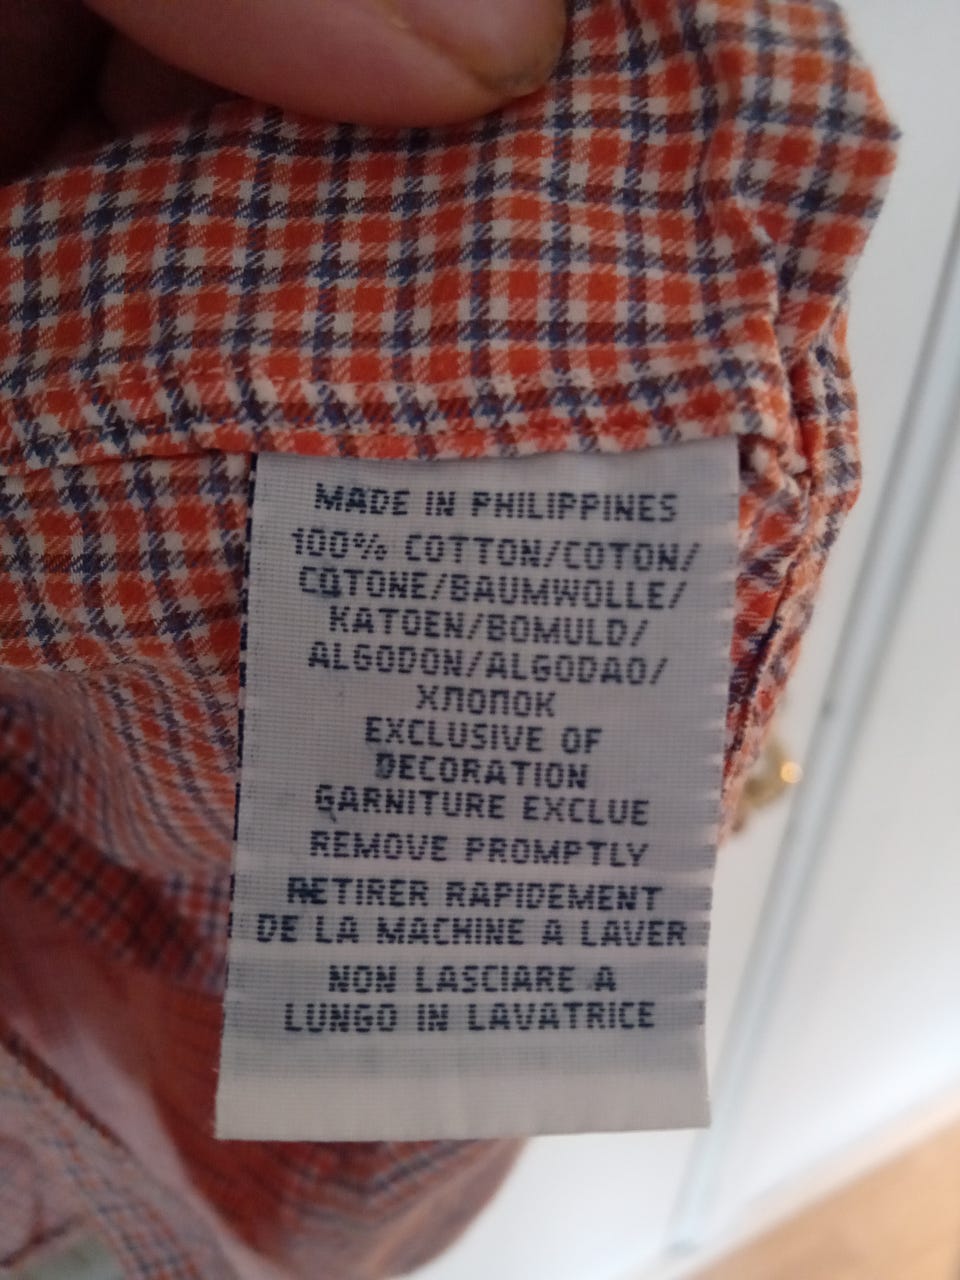 MADE IN PHILIPPINES
100% COTTON/COTON/
COTONE/BAUMWOLLE/
KATOEN/BOMULD/
ALGODON/ALGODAO/
ХЛОПОК
EXCLUSIVE OF
DECORATION
GARNITURE EXCLUE
REMOVE PROMPTLY
RETIRER RAPIDEMENT
DE LA MACHINE A LAVER
NON LASCIARE A
LUNGO IN LAVATRICE